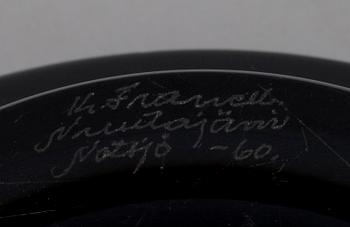 K. Franck.
Nuutajärvi
Notsjö -60.